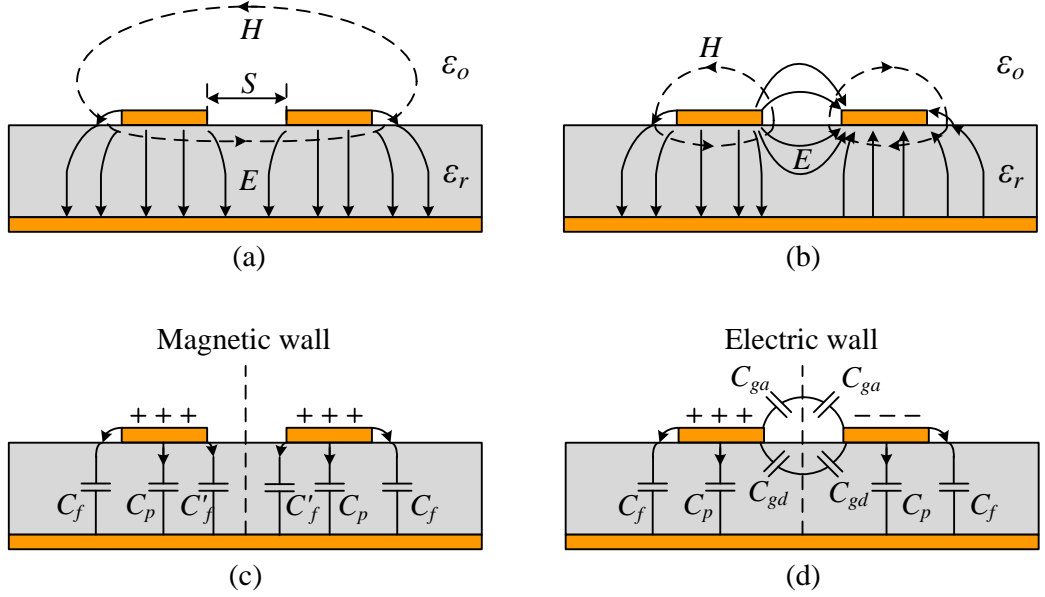 H
S
ε_o
E
ε_r
(a)
H
ε_o
E
ε_r
(b)
Magnetic wall
+ + +
+ + +
C_f
C_p
C'_f
C'_f
C_p
C_f
(c)
Electric wall
C_ga
C_ga
+ + +
− − −
C_f
C_p
C_gd
C_gd
C_p
C_f
(d)